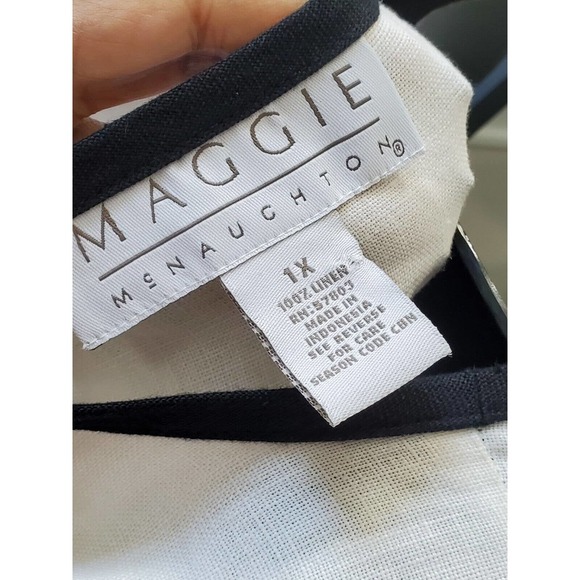 MAGGIE
McNAUGHTON®
1X
100% LINEN
RN:57803
MADE IN
INDONESIA
SEE REVERSE
FOR CARE
SEASON CODE CBN